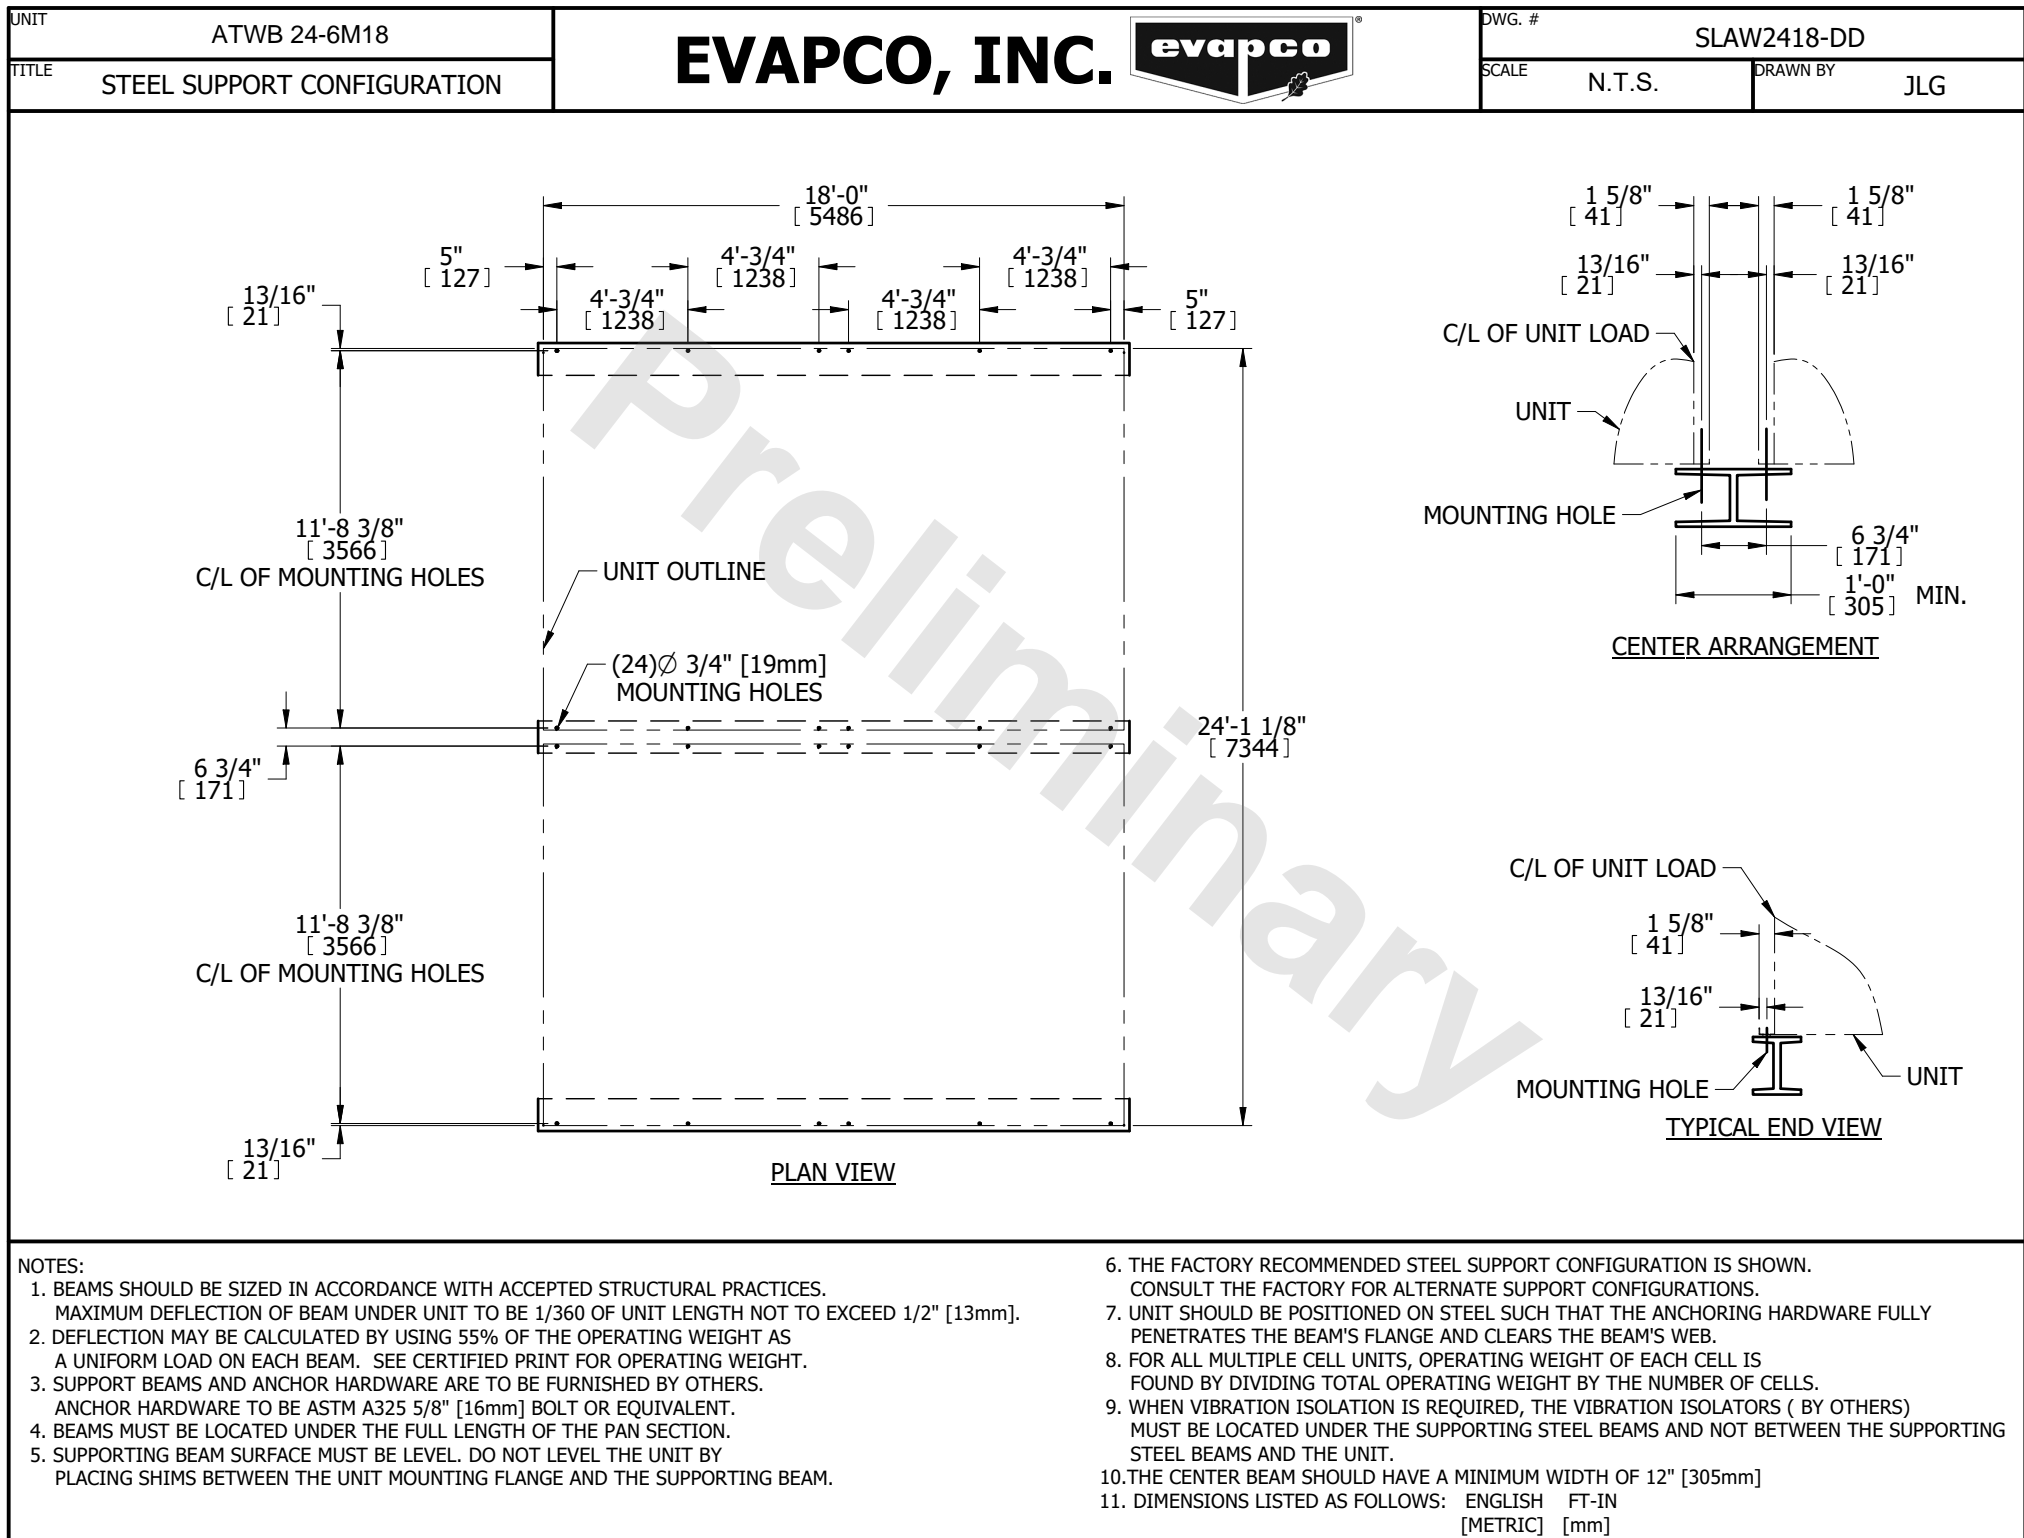 UNIT
ATWB 24-6M18
TITLE
STEEL SUPPORT CONFIGURATION
EVAPCO, INC.
evapco
®
DWG. #
SLAW2418-DD
SCALE
N.T.S.
DRAWN BY
JLG
18'-0"
[ 5486 ]
5"
[ 127 ]
4'-3/4"
[ 1238 ]
4'-3/4"
[ 1238 ]
4'-3/4"
[ 1238 ]
4'-3/4"
[ 1238 ]
5"
[ 127 ]
13/16"
[ 21 ]
11'-8 3/8"
[ 3566 ]
C/L OF MOUNTING HOLES
UNIT OUTLINE
(24)∅ 3/4" [19mm]
MOUNTING HOLES
6 3/4"
[ 171 ]
24'-1 1/8"
[ 7344 ]
11'-8 3/8"
[ 3566 ]
C/L OF MOUNTING HOLES
13/16"
[ 21 ]
PLAN VIEW
Preliminary
1 5/8"
[ 41 ]
1 5/8"
[ 41 ]
13/16"
[ 21 ]
13/16"
[ 21 ]
C/L OF UNIT LOAD
UNIT
MOUNTING HOLE
6 3/4"
[ 171 ]
1'-0"
[ 305 ]
MIN.
CENTER ARRANGEMENT
C/L OF UNIT LOAD
1 5/8"
[ 41 ]
13/16"
[ 21 ]
MOUNTING HOLE
UNIT
TYPICAL END VIEW
NOTES:
1. BEAMS SHOULD BE SIZED IN ACCORDANCE WITH ACCEPTED STRUCTURAL PRACTICES.
MAXIMUM DEFLECTION OF BEAM UNDER UNIT TO BE 1/360 OF UNIT LENGTH NOT TO EXCEED 1/2" [13mm].
2. DEFLECTION MAY BE CALCULATED BY USING 55% OF THE OPERATING WEIGHT AS
A UNIFORM LOAD ON EACH BEAM. SEE CERTIFIED PRINT FOR OPERATING WEIGHT.
3. SUPPORT BEAMS AND ANCHOR HARDWARE ARE TO BE FURNISHED BY OTHERS.
ANCHOR HARDWARE TO BE ASTM A325 5/8" [16mm] BOLT OR EQUIVALENT.
4. BEAMS MUST BE LOCATED UNDER THE FULL LENGTH OF THE PAN SECTION.
5. SUPPORTING BEAM SURFACE MUST BE LEVEL. DO NOT LEVEL THE UNIT BY
PLACING SHIMS BETWEEN THE UNIT MOUNTING FLANGE AND THE SUPPORTING BEAM.
6. THE FACTORY RECOMMENDED STEEL SUPPORT CONFIGURATION IS SHOWN.
CONSULT THE FACTORY FOR ALTERNATE SUPPORT CONFIGURATIONS.
7. UNIT SHOULD BE POSITIONED ON STEEL SUCH THAT THE ANCHORING HARDWARE FULLY
PENETRATES THE BEAM'S FLANGE AND CLEARS THE BEAM'S WEB.
8. FOR ALL MULTIPLE CELL UNITS, OPERATING WEIGHT OF EACH CELL IS
FOUND BY DIVIDING TOTAL OPERATING WEIGHT BY THE NUMBER OF CELLS.
9. WHEN VIBRATION ISOLATION IS REQUIRED, THE VIBRATION ISOLATORS ( BY OTHERS)
MUST BE LOCATED UNDER THE SUPPORTING STEEL BEAMS AND NOT BETWEEN THE SUPPORTING
STEEL BEAMS AND THE UNIT.
10.THE CENTER BEAM SHOULD HAVE A MINIMUM WIDTH OF 12" [305mm]
11. DIMENSIONS LISTED AS FOLLOWS: ENGLISH FT-IN
[METRIC] [mm]